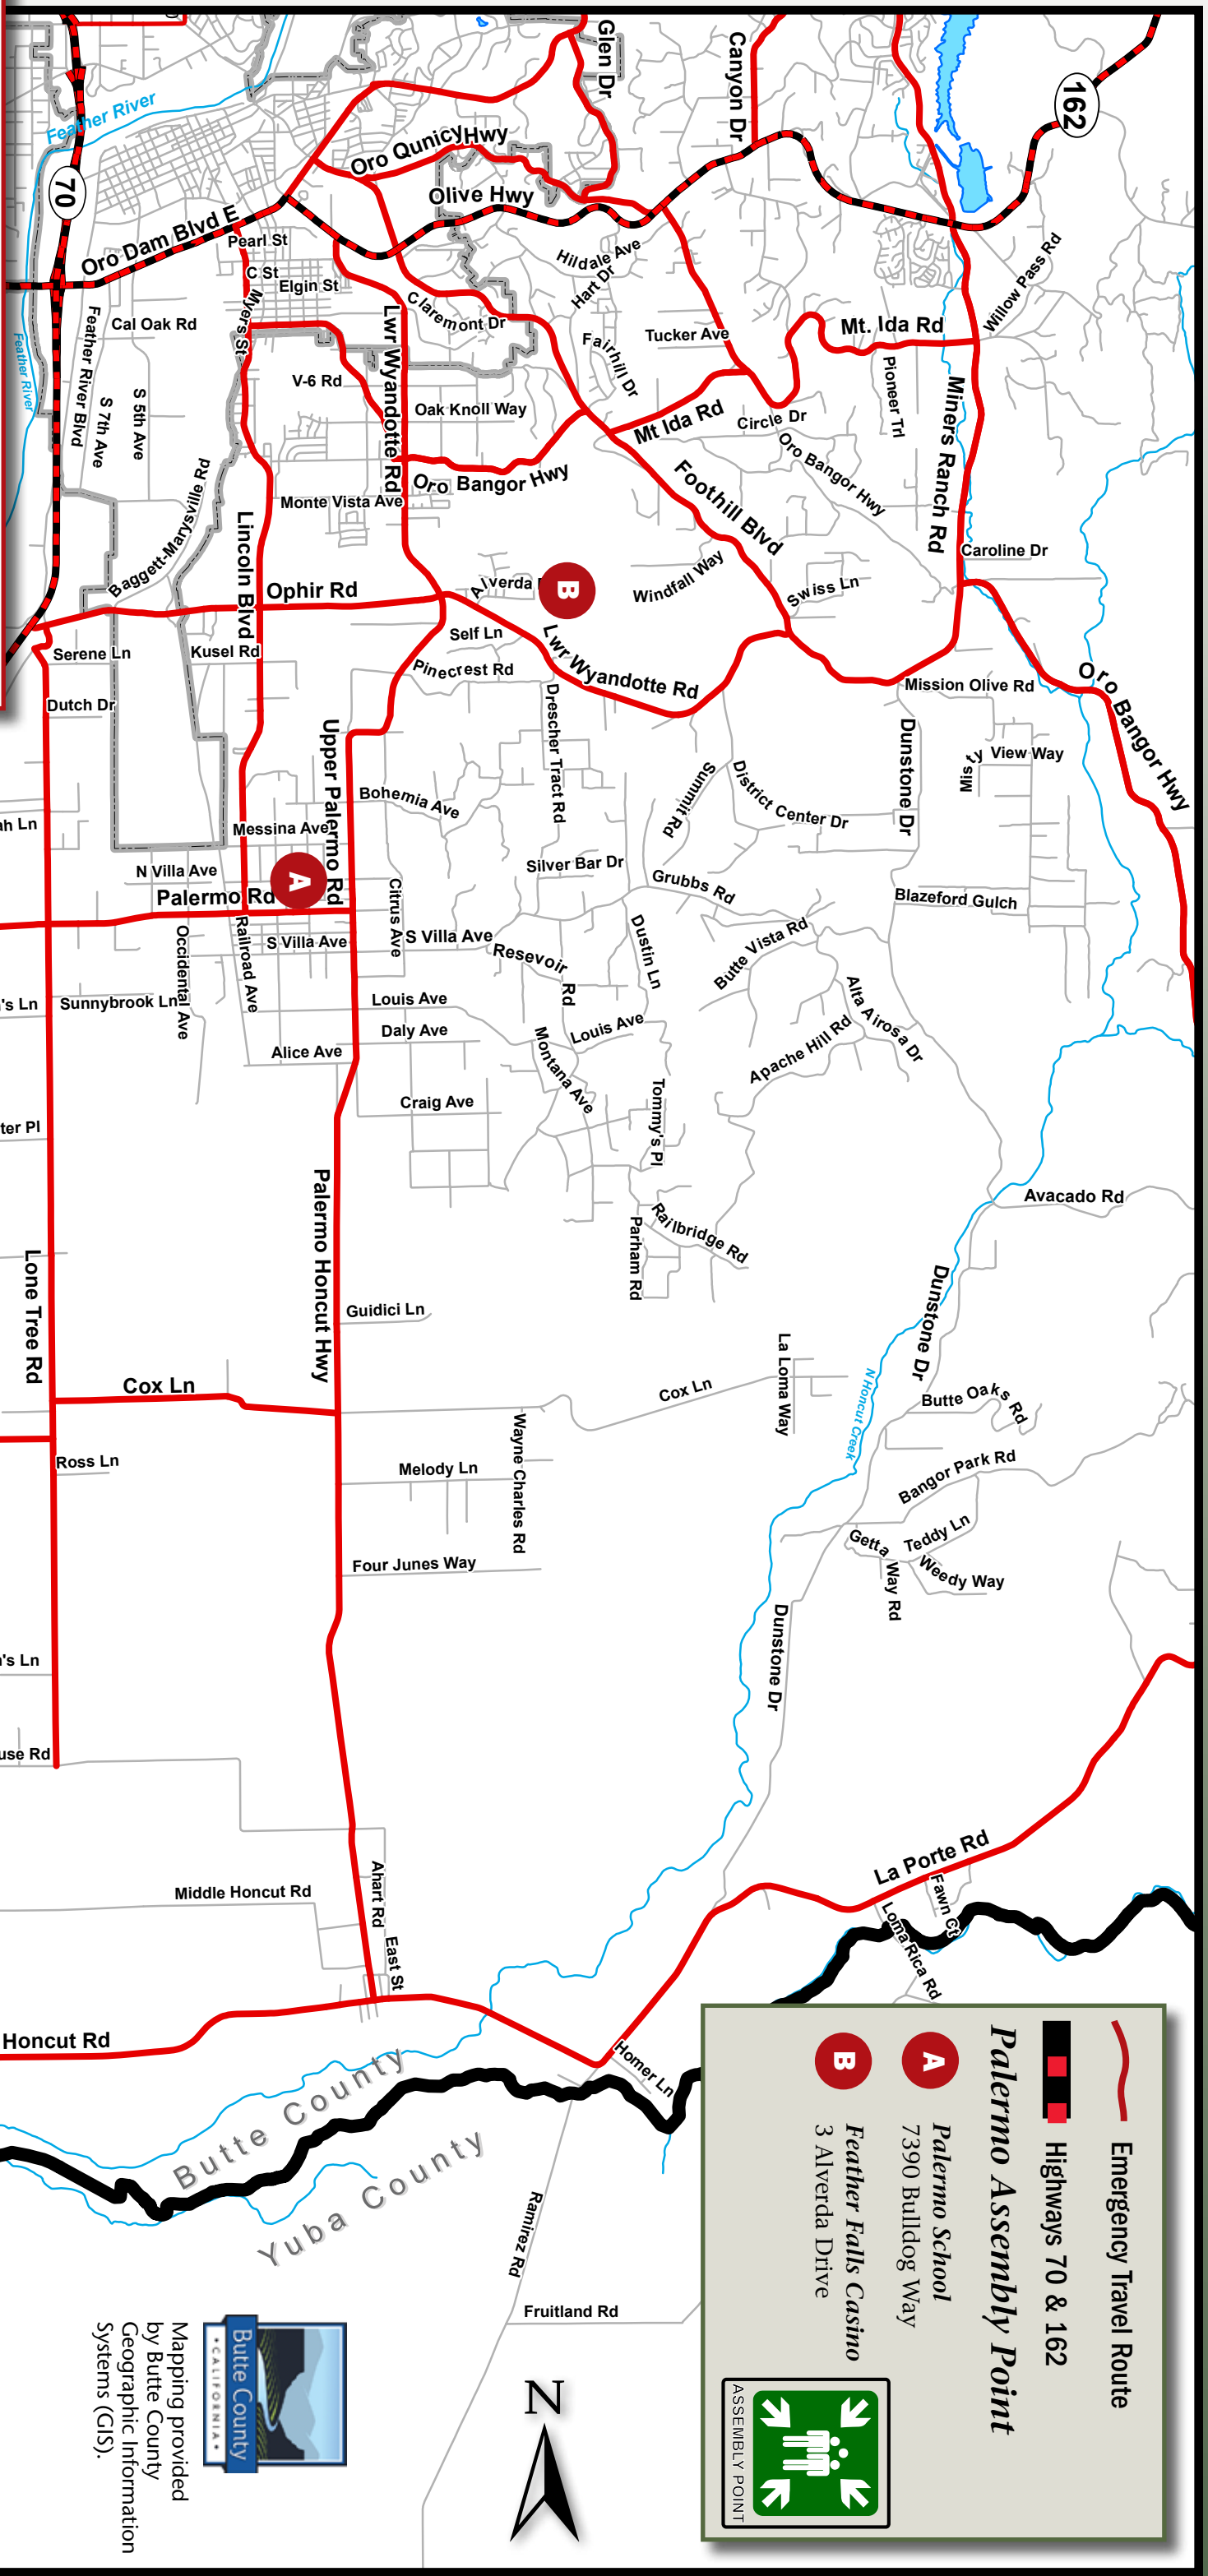 Glen Dr
Canyon Dr
162
Feather River
70
Oro Qunicy Hwy
Olive Hwy
Oro Dam Blvd E
Pearl St
C St
Elgin St
Myers St
Hildale Ave
Hart Dr
Willow Pass Rd
Claremont Dr
Cal Oak Rd
Feather River Blvd
Feather River
Lwr Wyandotte Rd
Fairhill Dr
Tucker Ave
Mt. Ida Rd
Pioneer Trl
V-6 Rd
S 5th Ave
S 7th Ave
Oak Knoll Way
Mt Ida Rd
Circle Dr
Miners Ranch Rd
Oro Bangor Hwy
Oro Bangor Hwy
Foothill Blvd
Baggett-Marysville Rd
Monte Vista Ave
Lincoln Blvd
Caroline Dr
Ophir Rd
Alverda
B
Windfall Way
Swiss Ln
Serene Ln
Kusel Rd
Self Ln
Pinecrest Rd
Lwr Wyandotte Rd
Mission Olive Rd
Oro Bangor Hwy
Dutch Dr
Upper Palermo Rd
Drescher Tract Rd
Dunstone Dr
Misty View Way
Summit Rd
District Center Dr
Bohemia Ave
ah Ln
Messina Ave
N Villa Ave
A
Silver Bar Dr
Grubbs Rd
Palermo Rd
Blazeford Gulch
Citrus Ave
Occidental Ave
Railroad Ave
S Villa Ave
S Villa Ave
Resevoir Rd
Dustin Ln
Butte Vista Rd
's Ln
Sunnybrook Ln
Louis Ave
Alta Airosa Dr
Daly Ave
Louis Ave
Alice Ave
Montana Ave
Apache Hill Rd
Craig Ave
Tommy's Pl
ter Pl
Palermo Honcut Hwy
Avacado Rd
Railbridge Rd
Parham Rd
Lone Tree Rd
Guidici Ln
Dunstone Dr
La Loma Way
Cox Ln
Cox Ln
N Honcut Creek
Butte Oaks Rd
Ross Ln
Wayne Charles Rd
Melody Ln
Bangor Park Rd
Getta Way Rd
Teddy Ln
Weedy Way
Four Junes Way
Dunstone Dr
's Ln
use Rd
La Porte Rd
Fawn Ct
Loma Rica Rd
Middle Honcut Rd
Ahart Rd
East St
Honcut Rd
Homer Ln
Butte County
Yuba County
Ramirez Rd
Fruitland Rd
Emergency Travel Route
Highways 70 & 162
Palermo Assembly Point
A
Palermo School
7390 Bulldog Way
B
Feather Falls Casino
3 Alverda Drive
ASSEMBLY POINT
N
Butte County
• CALIFORNIA •
Mapping provided
by Butte County
Geographic Information
Systems (GIS).